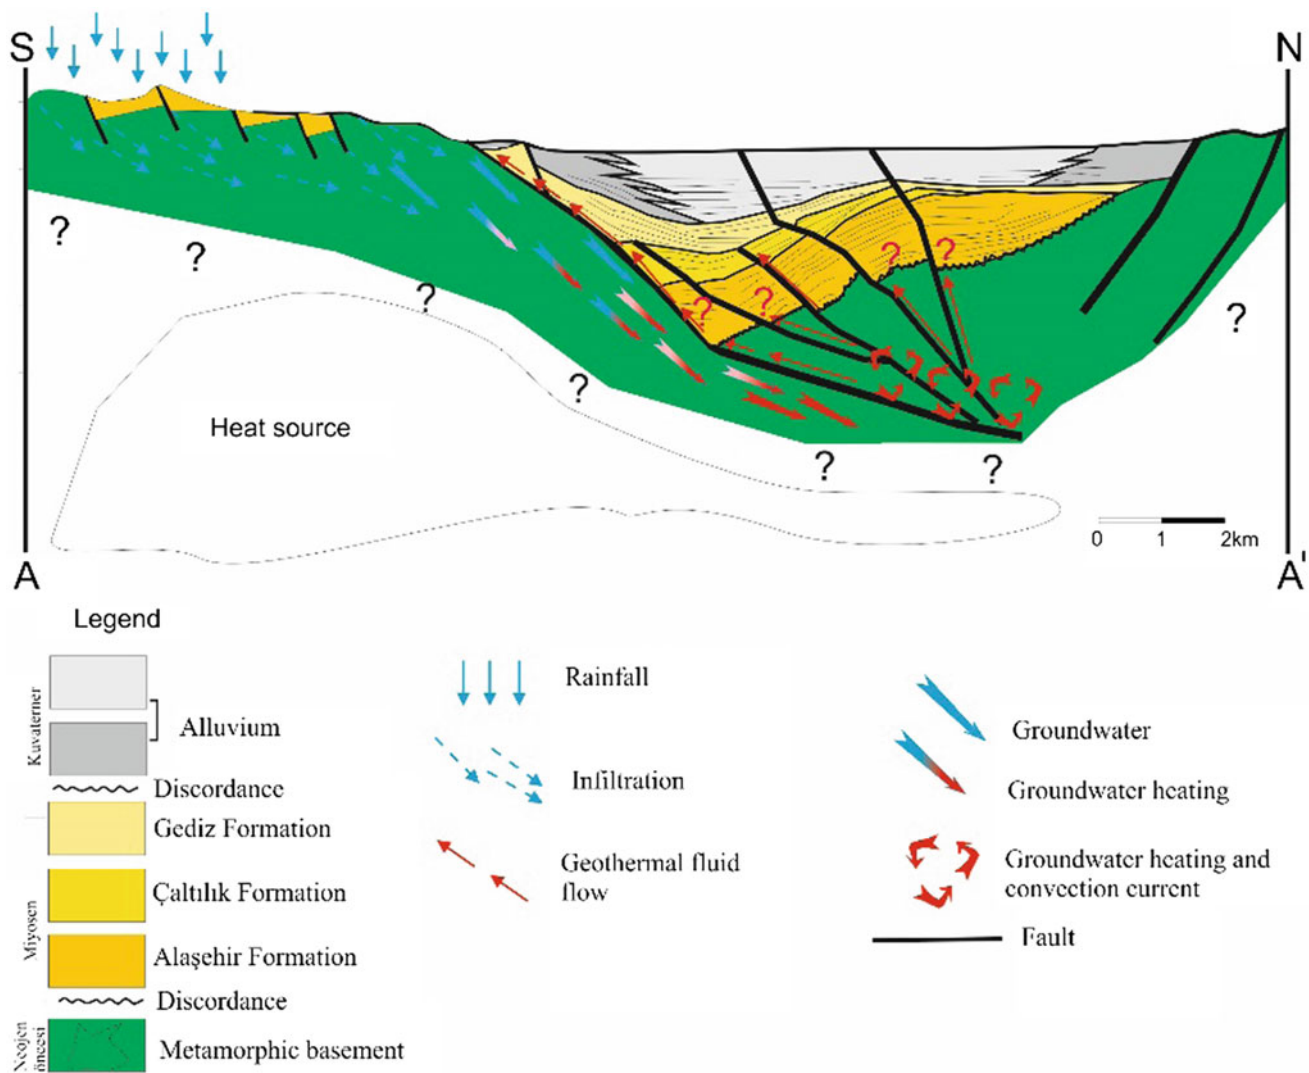 S
N
?
?
?
?
?
?
?
?
?
?
?
Heat source
?
?
0 1 2km
A
A'
Legend
Kuvaterner
Alluvium
Discordance
Miyosen
Gediz Formation
Çaltılık Formation
Alaşehir Formation
Discordance
Neojen
öncesi
Metamorphic basement
Rainfall
Infiltration
Geothermal fluid
flow
Groundwater
Groundwater heating
Groundwater heating and
convection current
Fault